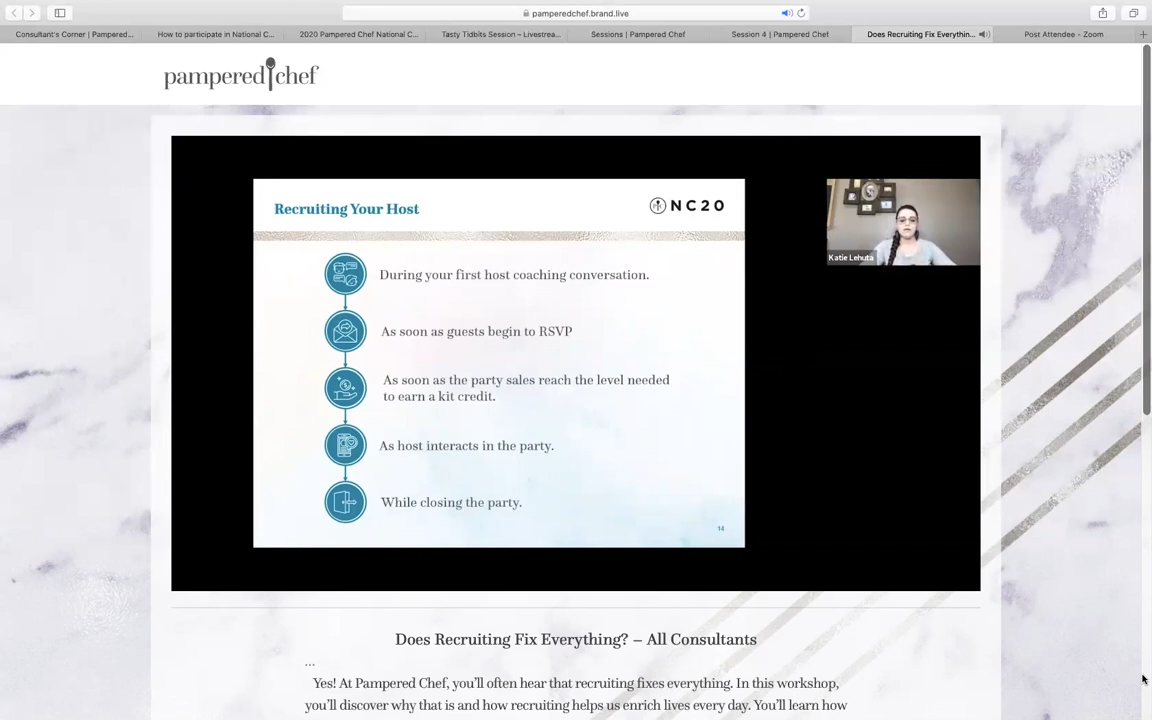 pamperedchef.brand.live
Consultant's Corner | Pampered...
How to participate in National C...
2020 Pampered Chef National C...
Tasty Tidbits Session – Livestrea...
Sessions | Pampered Chef
Session 4 | Pampered Chef
Does Recruiting Fix Everythin...
Post Attendee - Zoom
pampered chef
Recruiting Your Host
NC20
During your first host coaching conversation.
As soon as guests begin to RSVP
As soon as the party sales reach the level needed
to earn a kit credit.
As host interacts in the party.
While closing the party.
14
Katie Lehuta
Does Recruiting Fix Everything? – All Consultants
...
Yes! At Pampered Chef, you'll often hear that recruiting fixes everything. In this workshop,
you'll discover why that is and how recruiting helps us enrich lives every day. You'll learn how